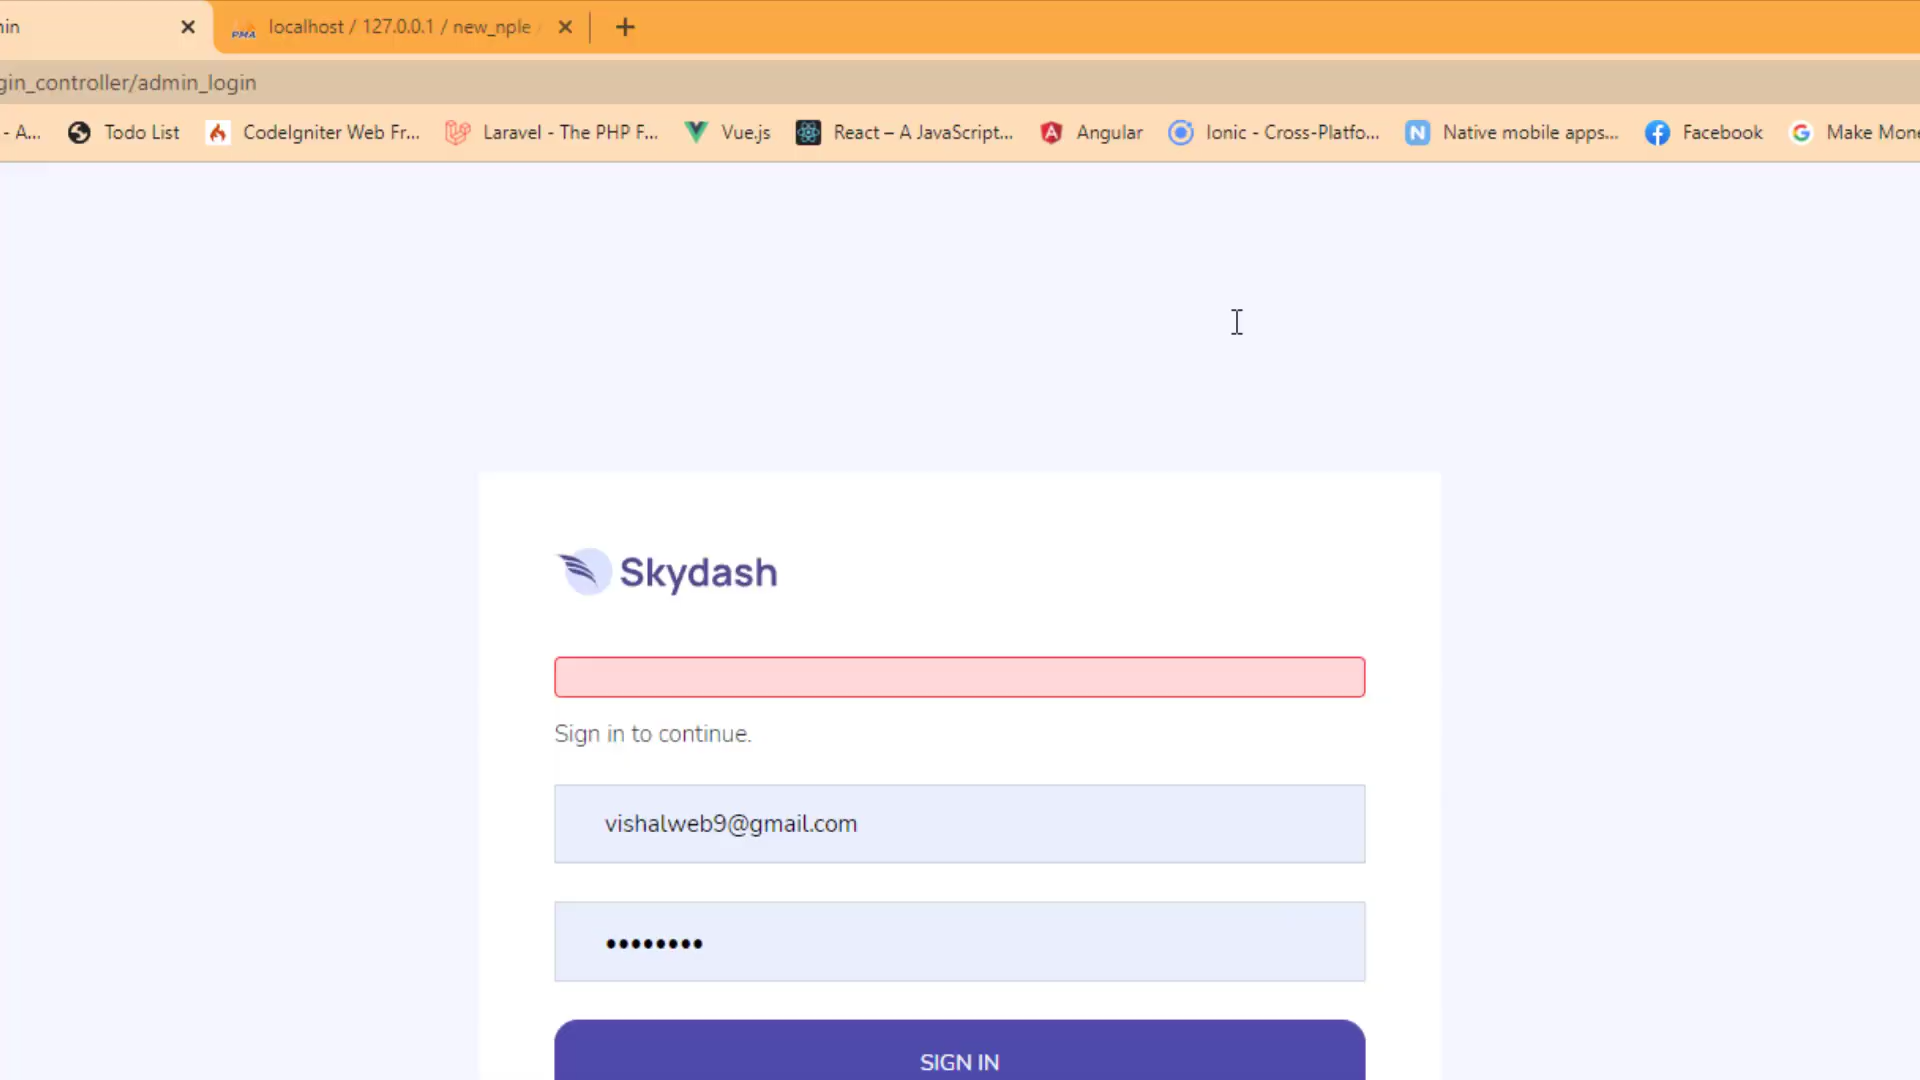 in
localhost / 127.0.0.1 / new_nple
gin_controller/admin_login
- A... Todo List CodeIgniter Web Fr... Laravel - The PHP F... Vue.js React – A JavaScript... Angular Ionic - Cross-Platfo... N Native mobile apps... Facebook Make Mone
Skydash
Sign in to continue.
vishalweb9@gmail.com
••••••••
SIGN IN